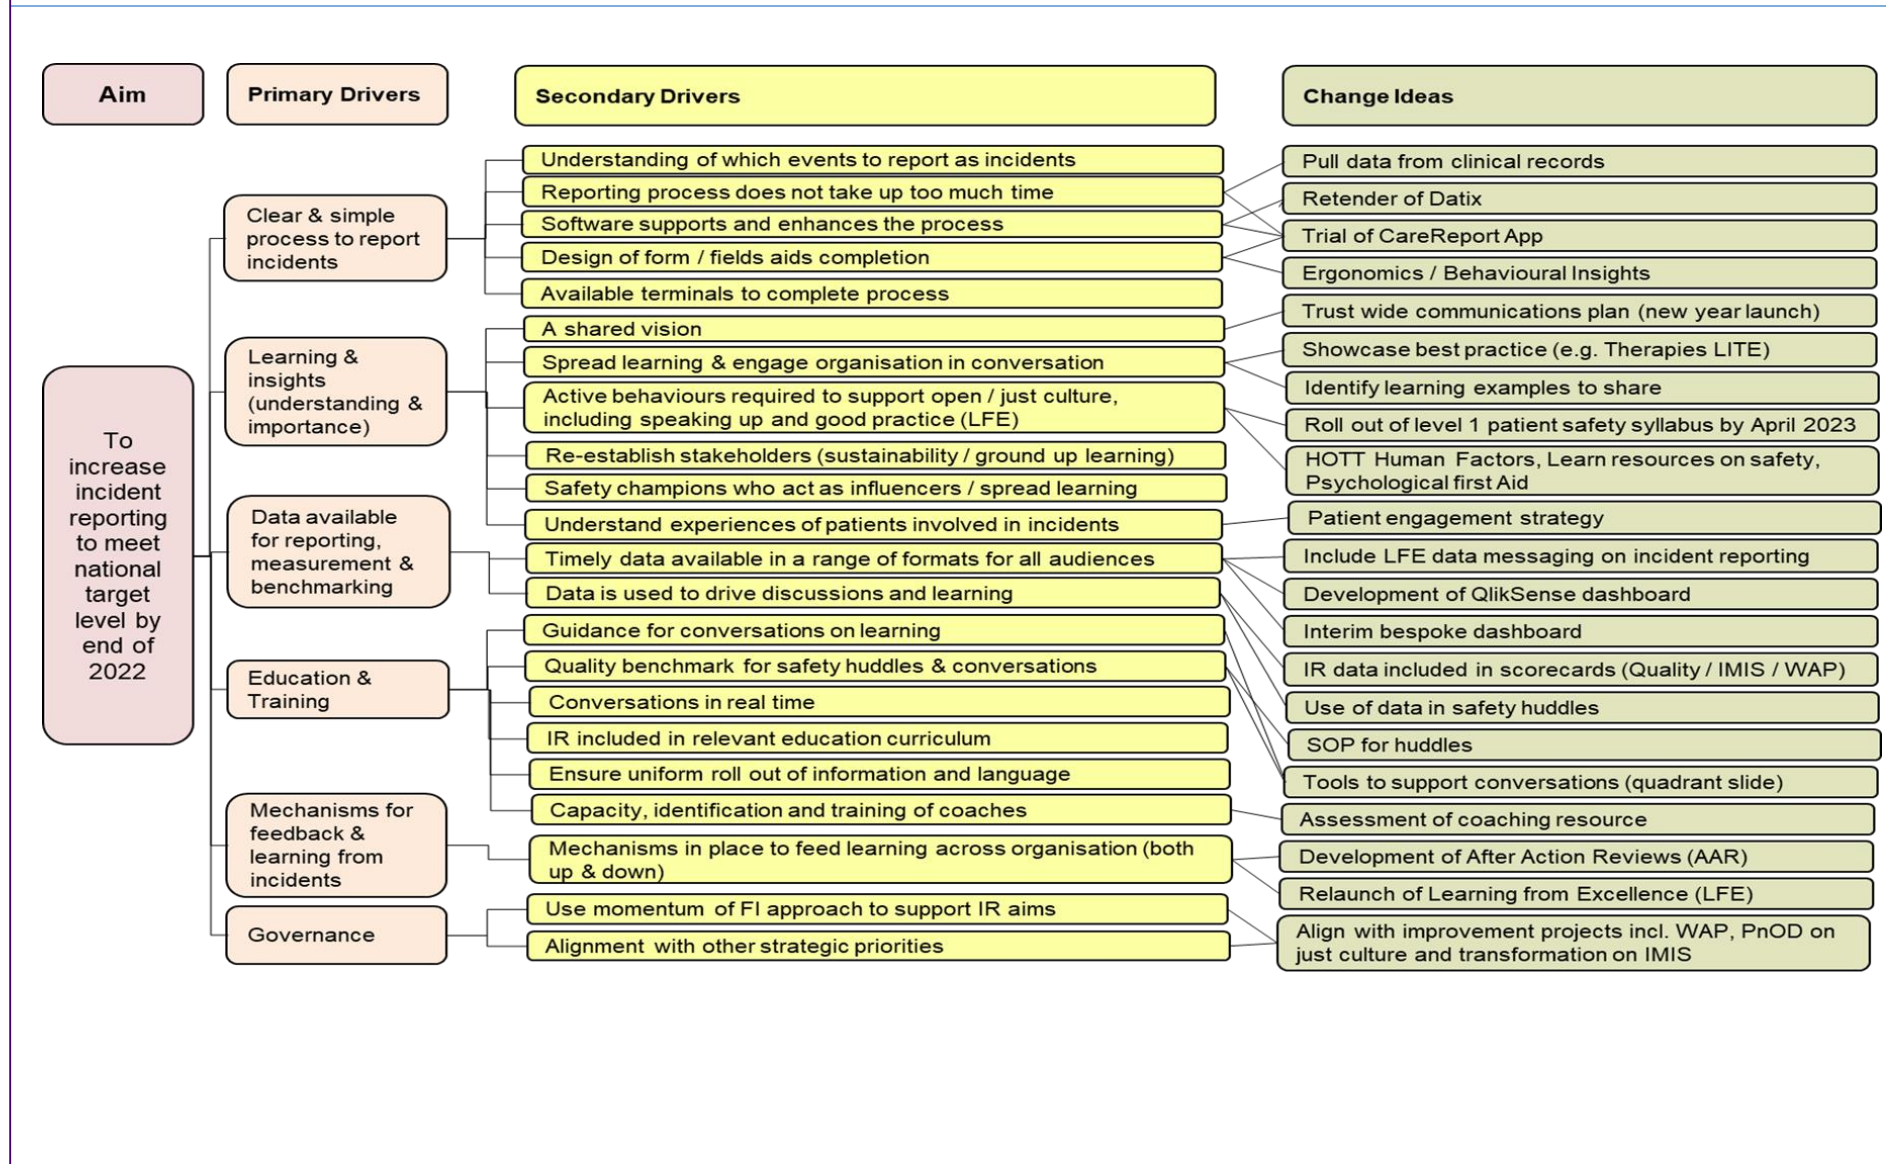 Aim
Primary Drivers
Secondary Drivers
Change Ideas
To
increase
incident
reporting
to meet
national
target
level by
end of
2022
Clear & simple
process to report
incidents
Learning &
insights
(understanding &
importance)
Data available
for reporting,
measurement &
benchmarking
Education &
Training
Mechanisms for
feedback &
learning from
incidents
Governance
Understanding of which events to report as incidents
Reporting process does not take up too much time
Software supports and enhances the process
Design of form / fields aids completion
Available terminals to complete process
A shared vision
Spread learning & engage organisation in conversation
Active behaviours required to support open / just culture,
including speaking up and good practice (LFE)
Re-establish stakeholders (sustainability / ground up learning)
Safety champions who act as influencers / spread learning
Understand experiences of patients involved in incidents
Timely data available in a range of formats for all audiences
Data is used to drive discussions and learning
Guidance for conversations on learning
Quality benchmark for safety huddles & conversations
Conversations in real time
IR included in relevant education curriculum
Ensure uniform roll out of information and language
Capacity, identification and training of coaches
Mechanisms in place to feed learning across organisation (both
up & down)
Use momentum of FI approach to support IR aims
Alignment with other strategic priorities
Pull data from clinical records
Retender of Datix
Trial of CareReport App
Ergonomics / Behavioural Insights
Trust wide communications plan (new year launch)
Showcase best practice (e.g. Therapies LITE)
Identify learning examples to share
Roll out of level 1 patient safety syllabus by April 2023
HOTT Human Factors, Learn resources on safety,
Psychological first Aid
Patient engagement strategy
Include LFE data messaging on incident reporting
Development of QlikSense dashboard
Interim bespoke dashboard
IR data included in scorecards (Quality / IMIS / WAP)
Use of data in safety huddles
SOP for huddles
Tools to support conversations (quadrant slide)
Assessment of coaching resource
Development of After Action Reviews (AAR)
Relaunch of Learning from Excellence (LFE)
Align with improvement projects incl. WAP, PnOD on
just culture and transformation on IMIS